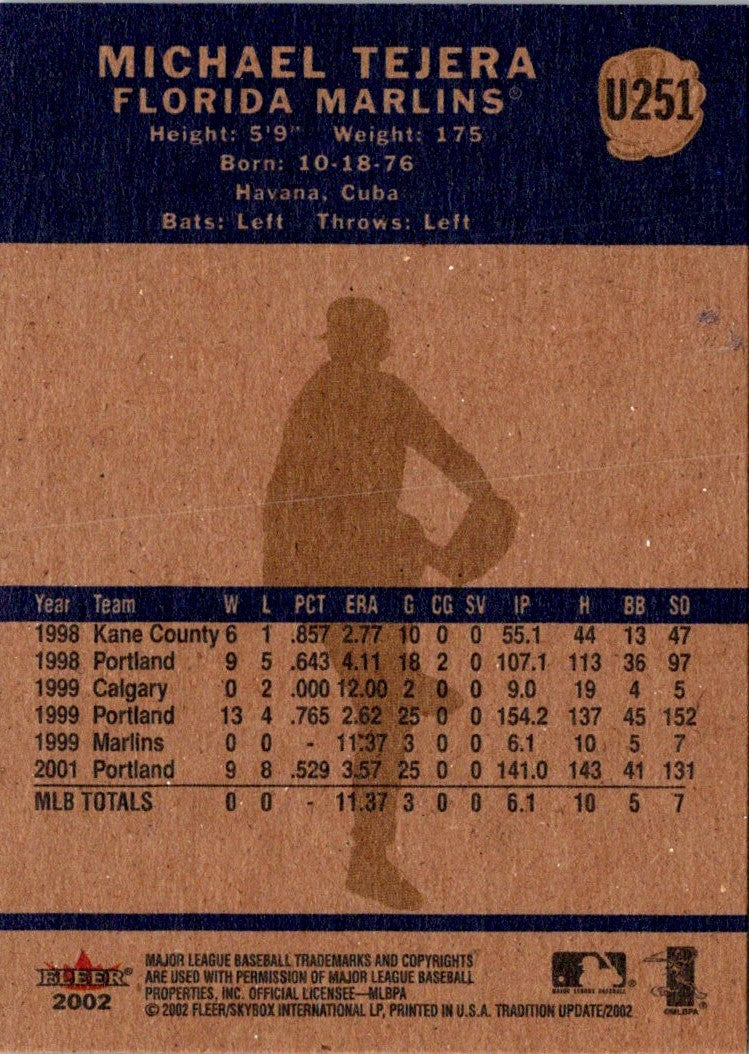 MICHAEL TEJERA
U251
FLORIDA MARLINS®
Height: 5'9" Weight: 175
Born: 10-18-76
Havana, Cuba
Bats: Left Throws: Left
Year Team W L PCT ERA G CG SV IP H BB SO
1998 Kane County 6 1 .857 2.77 10 0 0 55.1 44 13 47
1998 Portland 9 5 .643 4.11 18 2 0 107.1 113 36 97
1999 Calgary 0 2 .000 12.00 2 0 0 9.0 19 4 5
1999 Portland 13 4 .765 2.62 25 0 0 154.2 137 45 152
1999 Marlins 0 0 - 11.37 3 0 0 6.1 10 5 7
2001 Portland 9 8 .529 3.57 25 0 0 141.0 143 41 131
MLB TOTALS 0 0 - 11.37 3 0 0 6.1 10 5 7
FLEER®
2002
MAJOR LEAGUE BASEBALL TRADEMARKS AND COPYRIGHTS
ARE USED WITH PERMISSION OF MAJOR LEAGUE BASEBALL
PROPERTIES, INC. OFFICIAL LICENSEE—MLBPA
© 2002 FLEER/SKYBOX INTERNATIONAL LP, PRINTED IN U.S.A. TRADITION UPDATE/2002
MAJOR LEAGUE BASEBALL®
©MLBPA